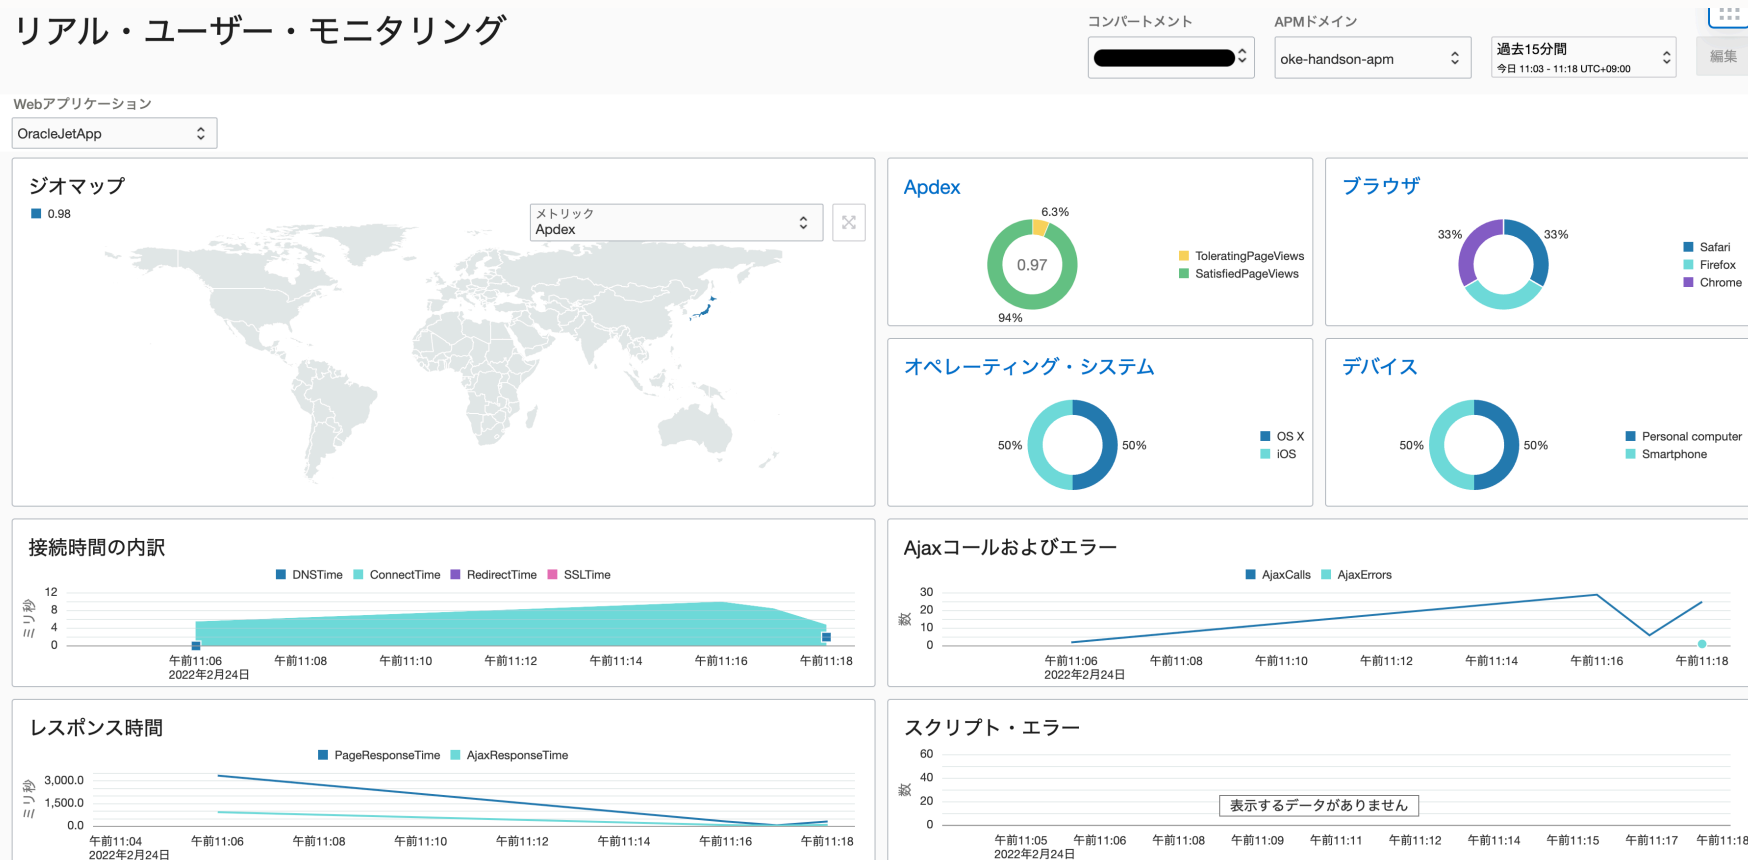 リアル・ユーザー・モニタリング
コンパートメント
APMドメイン
oke-handson-apm
過去15分間
今日 11:03 - 11:18 UTC+09:00
編集
Webアプリケーション
OracleJetApp
ジオマップ
0.98
メトリック
Apdex
Apdex
6.3%
0.97
94%
ToleratingPageViews
SatisfiedPageViews
ブラウザ
33%
33%
Safari
Firefox
Chrome
オペレーティング・システム
50%
50%
OS X
iOS
デバイス
50%
50%
Personal computer
Smartphone
接続時間の内訳
DNSTime ConnectTime RedirectTime SSLTime
ミリ秒
12
8
4
0
午前11:06 午前11:08 午前11:10 午前11:12 午前11:14 午前11:16 午前11:18
2022年2月24日
Ajaxコールおよびエラー
AjaxCalls AjaxErrors
数
30
20
10
0
午前11:06 午前11:08 午前11:10 午前11:12 午前11:14 午前11:16 午前11:18
2022年2月24日
レスポンス時間
PageResponseTime AjaxResponseTime
ミリ秒
3,000.0
1,500.0
0.0
午前11:04 午前11:06 午前11:08 午前11:10 午前11:12 午前11:14 午前11:16 午前11:18
2022年2月24日
スクリプト・エラー
数
60
40
20
0
表示するデータがありません
午前11:05 午前11:06 午前11:08 午前11:09 午前11:11 午前11:12 午前11:14 午前11:15 午前11:17 午前11:18
2022年2月24日